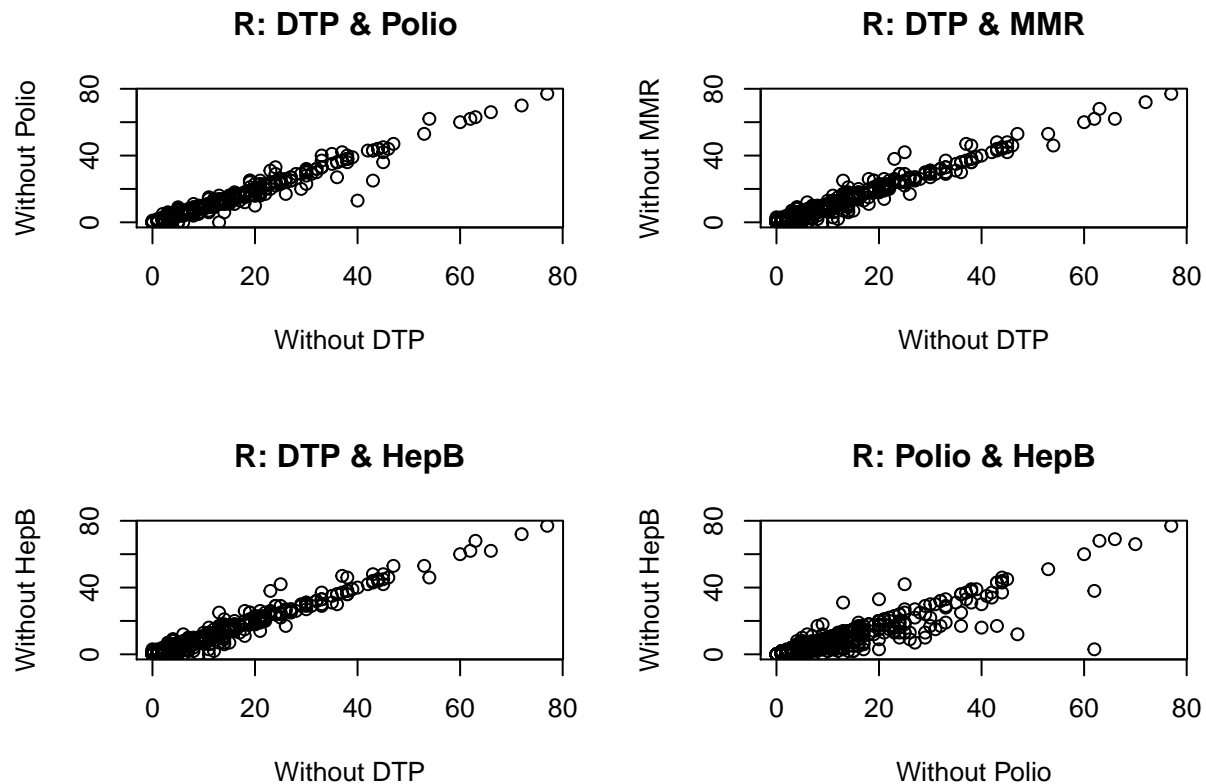 R: DTP & Polio
Without Polio
80
40
0
0 20 40 60 80
Without DTP
R: DTP & MMR
Without MMR
80
40
0
0 20 40 60 80
Without DTP
R: DTP & HepB
Without HepB
80
40
0
0 20 40 60 80
Without DTP
R: Polio & HepB
Without HepB
80
40
0
0 20 40 60 80
Without Polio